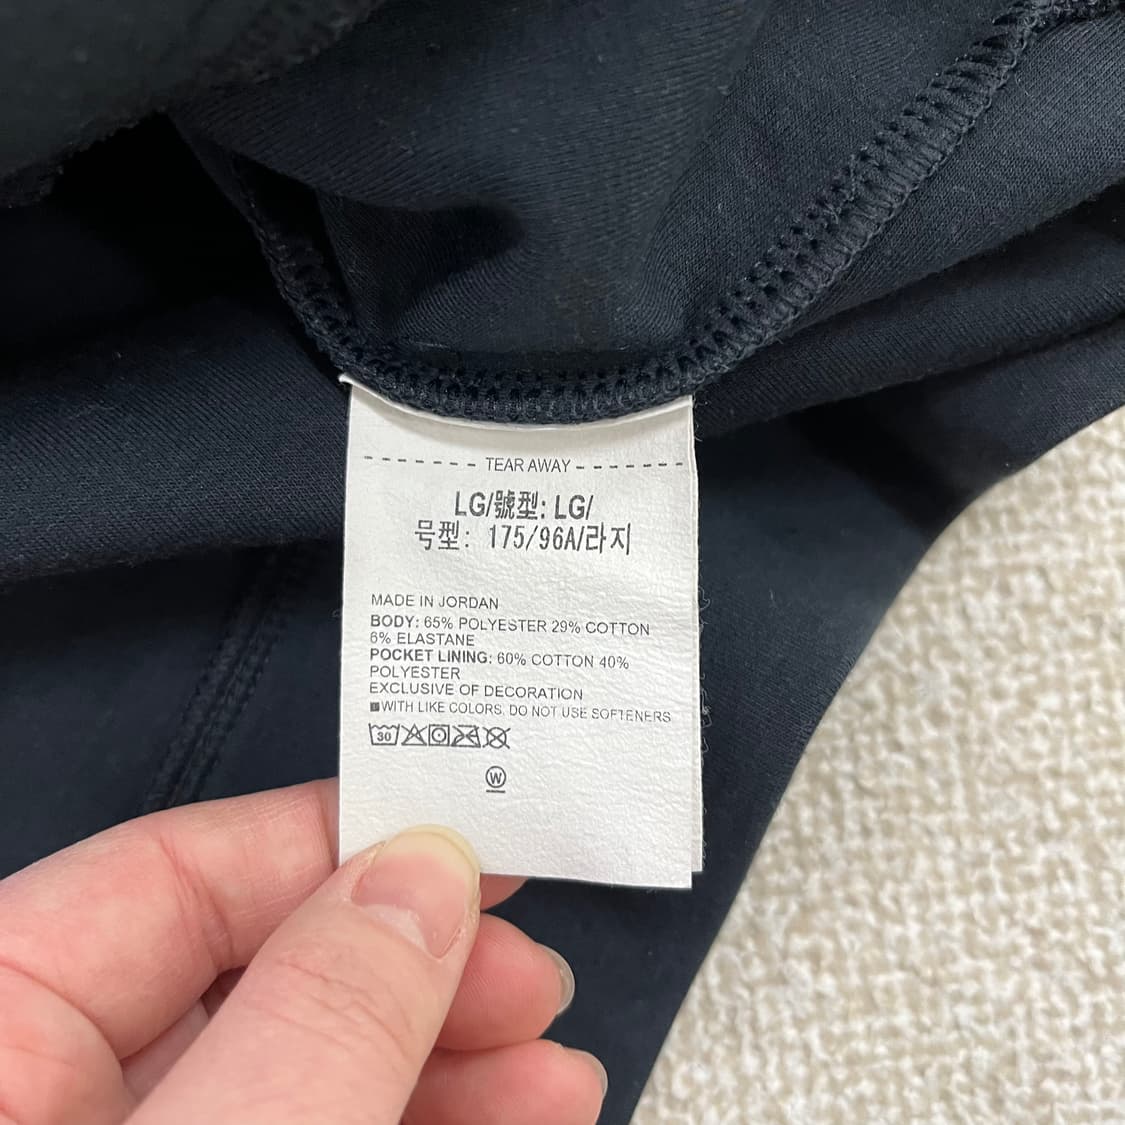 - - - - - - - TEAR AWAY - - - - - - -
LG/號型: LG/
号型: 175/96A/라지
MADE IN JORDAN
BODY: 65% POLYESTER 29% COTTON
6% ELASTANE
POCKET LINING: 60% COTTON 40%
POLYESTER
EXCLUSIVE OF DECORATION
■WITH LIKE COLORS. DO NOT USE SOFTENERS
30
W